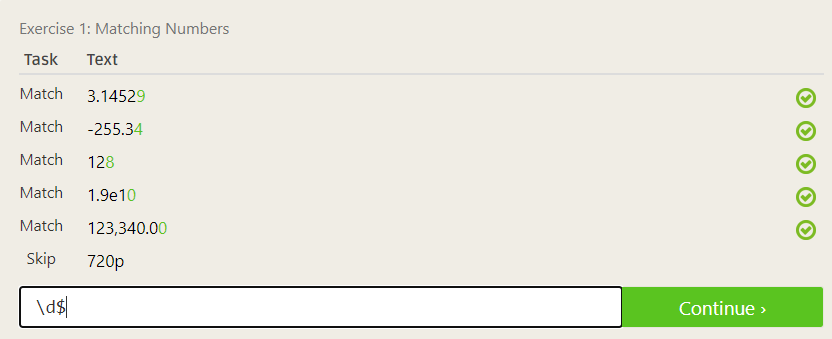 Exercise 1: Matching Numbers
Task Text
Match 3.14529
Match -255.34
Match 128
Match 1.9e10
Match 123,340.00
Skip 720p
\d$ Continue ›